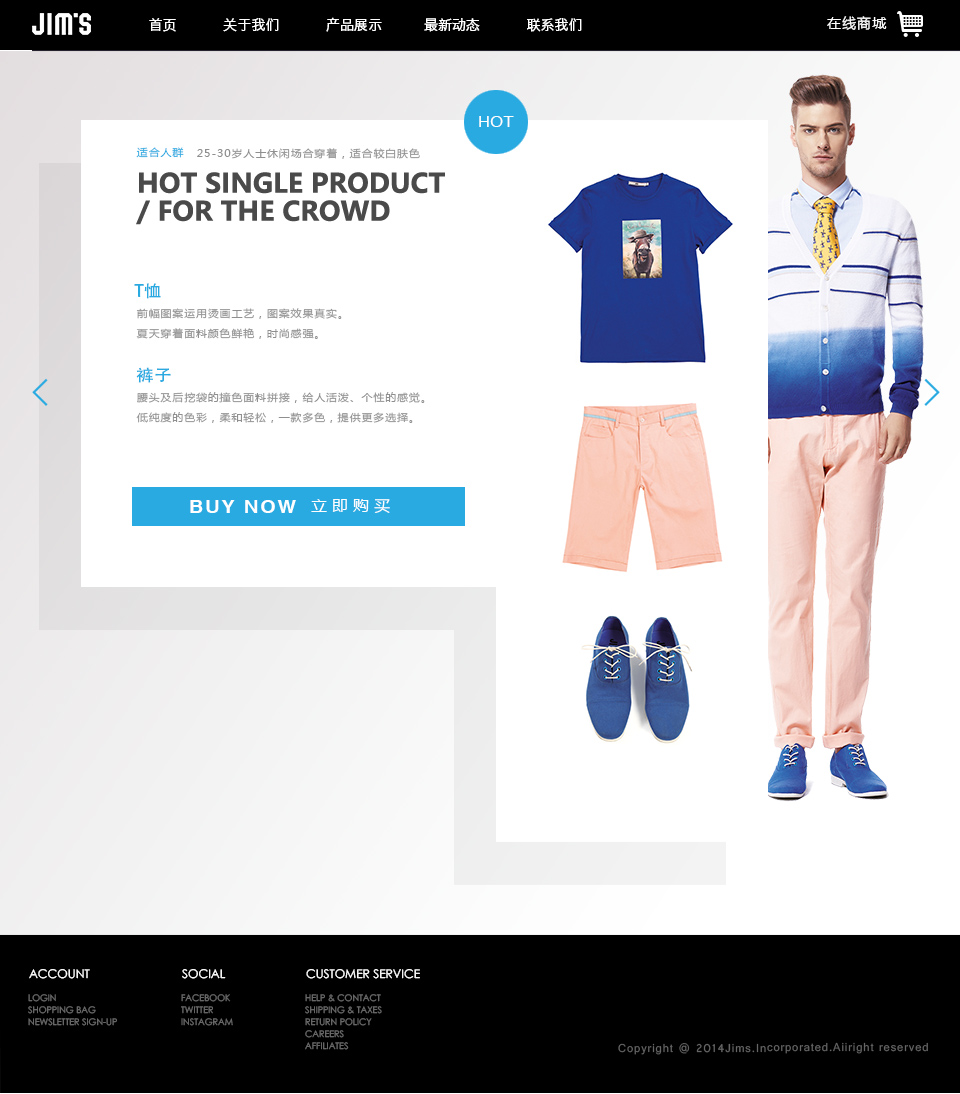 JIM'S
首页 关于我们 产品展示 最新动态 联系我们 在线商城
HOT
适合人群 25-30岁人士休闲场合穿着，适合较白肤色
HOT SINGLE PRODUCT
/ FOR THE CROWD
T恤
前幅图案运用烫画工艺，图案效果真实。
夏天穿着面料颜色鲜艳，时尚感强。
裤子
腰头及后挖袋的撞色面料拼接，给人活泼、个性的感觉。
低纯度的色彩，柔和轻松，一款多色，提供更多选择。
BUY NOW 立即购买
ACCOUNT
LOGIN
SHOPPING BAG
NEWSLETTER SIGN-UP
SOCIAL
FACEBOOK
TWITTER
INSTAGRAM
CUSTOMER SERVICE
HELP & CONTACT
SHIPPING & TAXES
RETURN POLICY
CAREERS
AFFILIATES
Copyright @ 2014Jims.Incorporated.Aiiright reserved